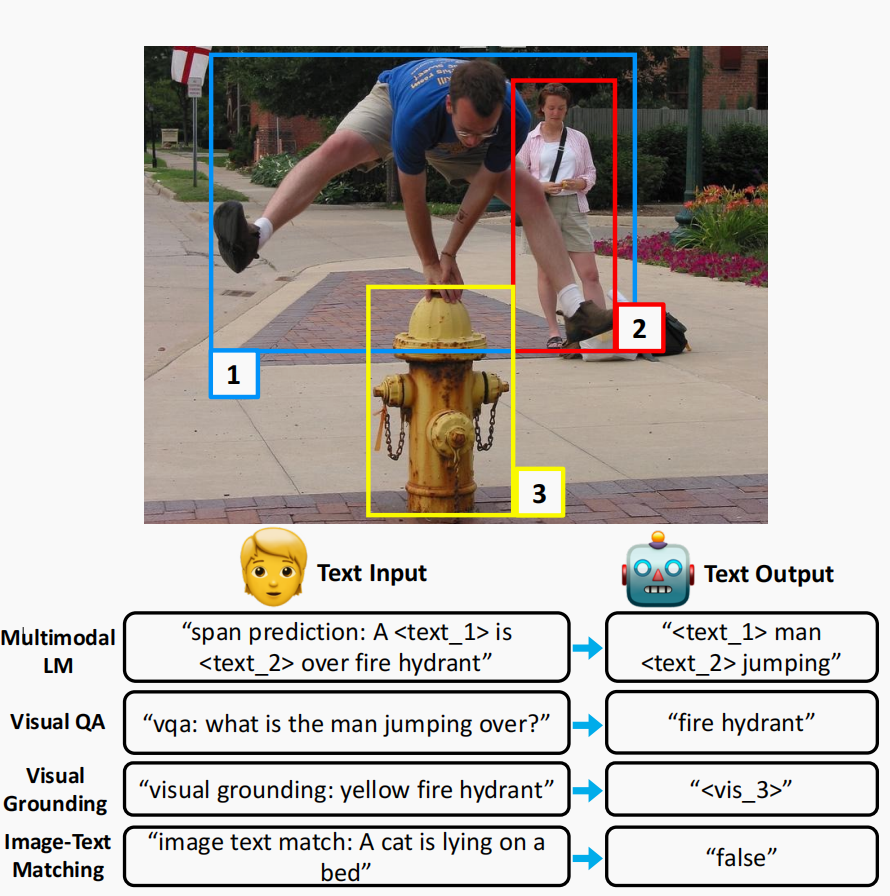 1
2
3
Text Input
Text Output
Multimodal
LM
“span prediction: A <text_1> is
<text_2> over fire hydrant”
“<text_1> man
<text_2> jumping”
Visual QA
“vqa: what is the man jumping over?”
“fire hydrant”
Visual
Grounding
“visual grounding: yellow fire hydrant”
“<vis_3>”
Image-Text
Matching
“image text match: A cat is lying on a
bed”
“false”